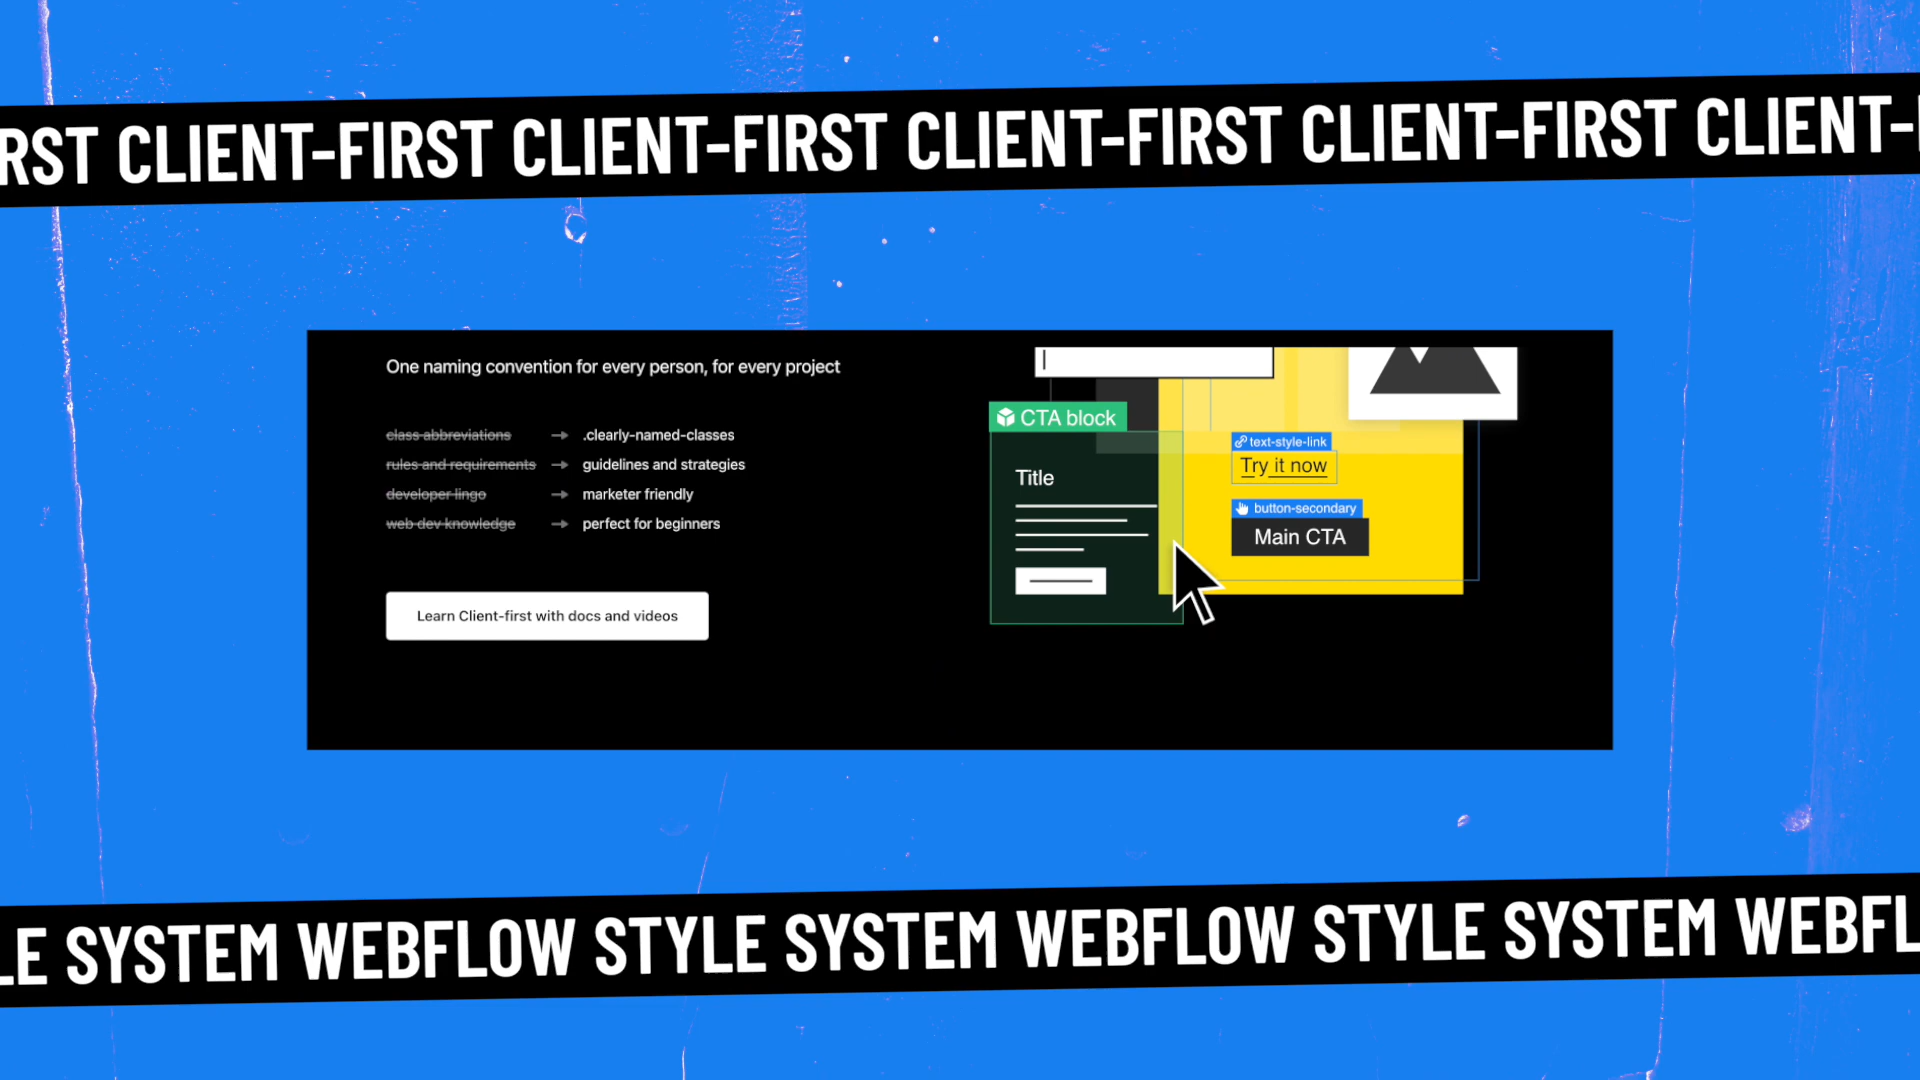 RST CLIENT-FIRST CLIENT-FIRST CLIENT-FIRST CLIENT-FIRST CLIENT-
One naming convention for every person, for every project
class abbreviations → .clearly-named-classes
rules and requirements → guidelines and strategies
developer lingo → marketer friendly
web dev knowledge → perfect for beginners
Learn Client-first with docs and videos
CTA block
Title
text-style-link
Try it now
button-secondary
Main CTA
LE SYSTEM WEBFLOW STYLE SYSTEM WEBFLOW STYLE SYSTEM WEBFL